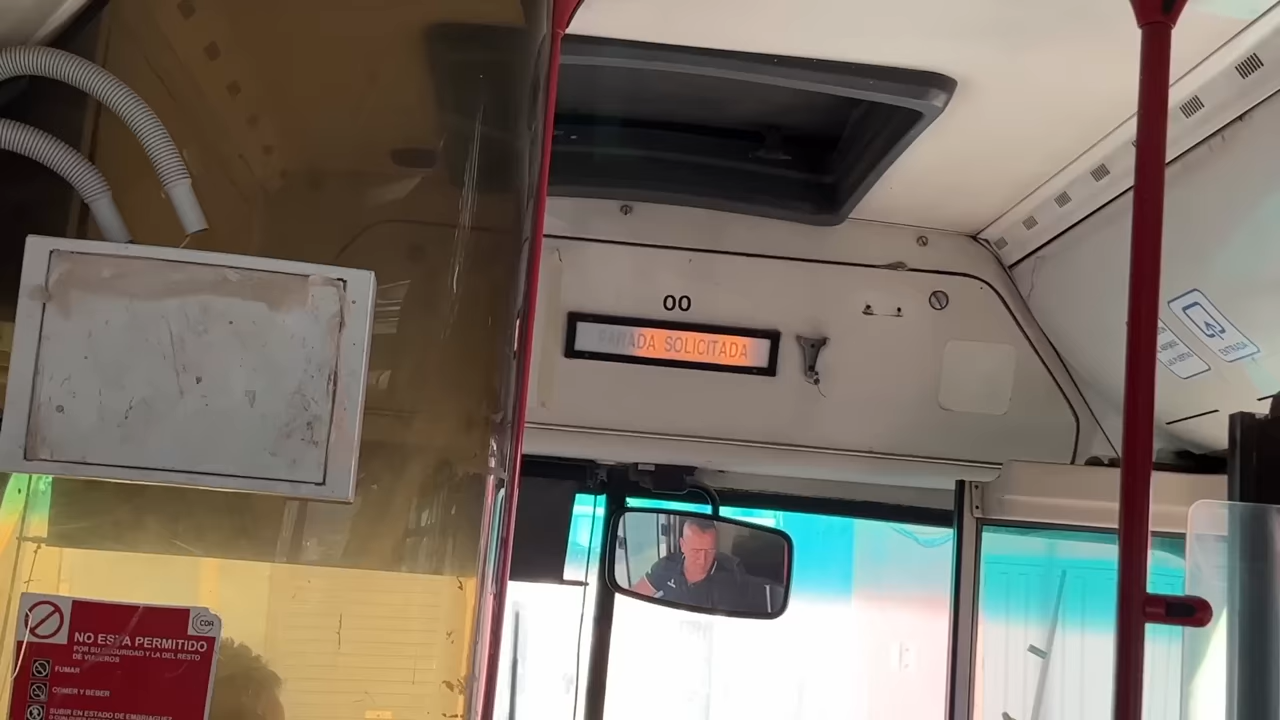 00
PARADA SOLICITADA
ENTRADA
NO ESTA PERMITIDO
POR SU SEGURIDAD Y LA DEL RESTO
DE VIAJEROS
FUMAR
COMER Y BEBER
SUBIR EN ESTADO DE EMBRIAGUEZ